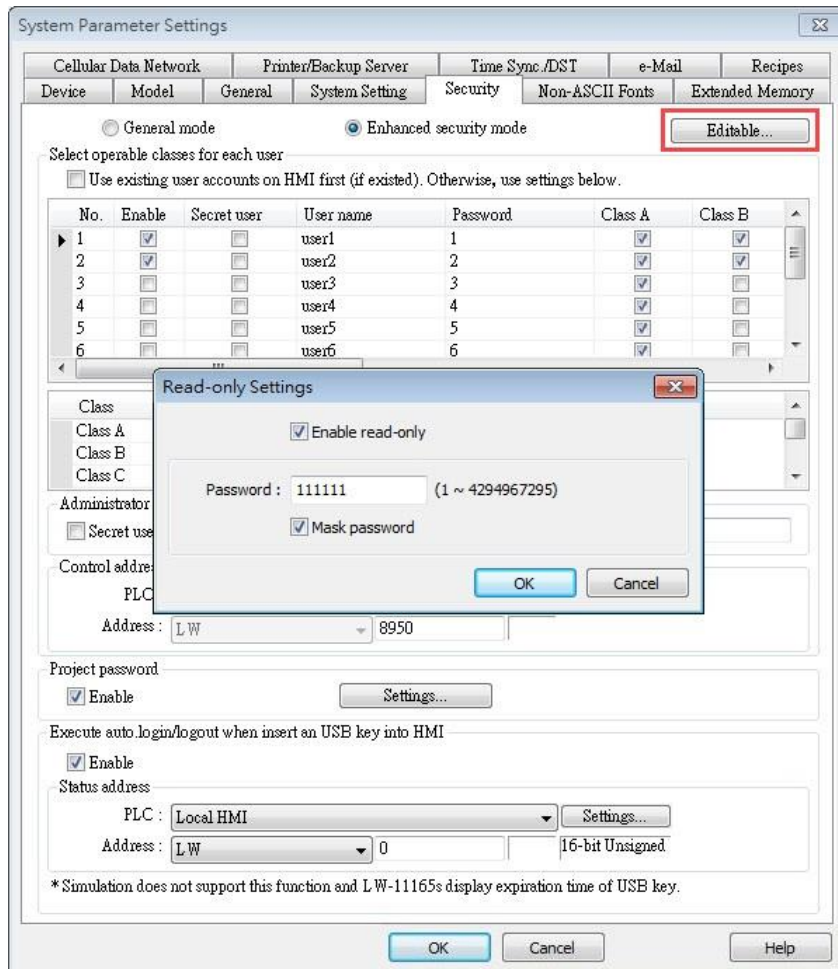 System Parameter Settings
Cellular Data Network Printer/Backup Server Time Sync./DST e-Mail Recipes
Device Model General System Setting Security Non-ASCII Fonts Extended Memory
General mode Enhanced security mode Editable...
Select operable classes for each user
Use existing user accounts on HMI first (if existed). Otherwise, use settings below.
No. Enable Secret user User name Password Class A Class B
1 user1 1
2 user2 2
3 user3 3
4 user4 4
5 user5 5
6 user6 6
Read-only Settings
Class
Enable read-only
Class A
Class B
Class C
Password : 111111 (1 ~ 4294967295)
Administrator
Mask password
Secret use
Control addre
OK Cancel
PLC
Address : LW 8950
Project password
Enable Settings...
Execute auto.login/logout when insert an USB key into HMI
Enable
Status address
PLC : Local HMI Settings...
Address : LW 0 16-bit Unsigned
* Simulation does not support this function and LW-11165s display expiration time of USB key.
OK Cancel Help